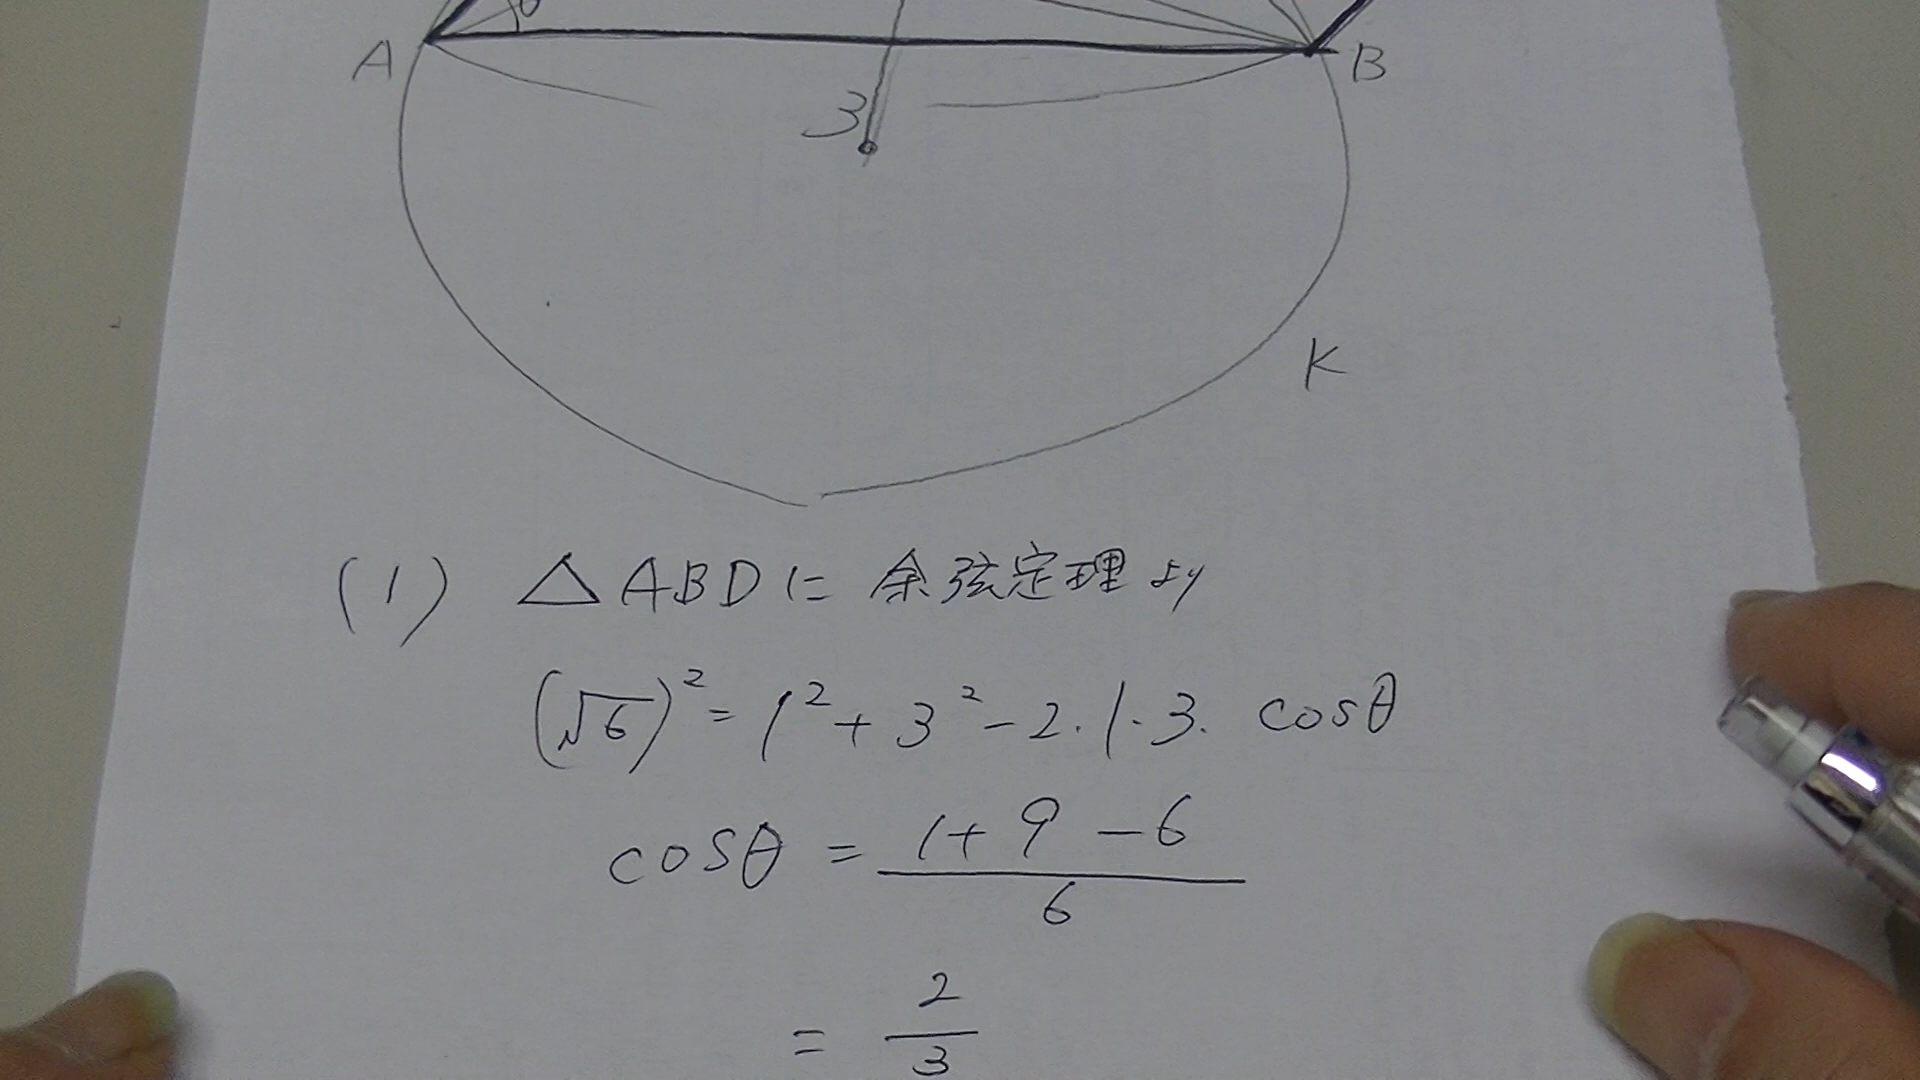 θ
A
B
3
K
(1) △ABDに余弦定理より
(√6)² = 1² + 3² - 2・1・3・cosθ
cosθ = (1+9-6)/6
= 2/3